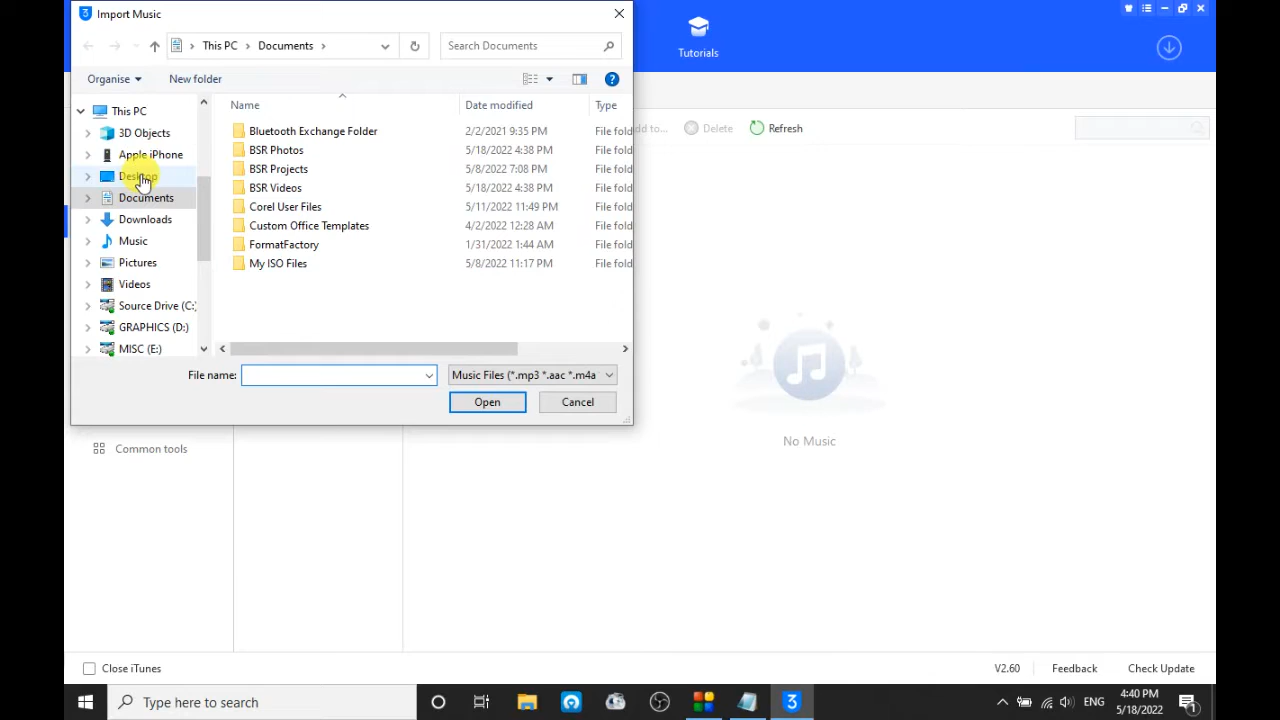 Import Music
This PC
Documents
Search Documents
Tutorials
Organise
New folder
This PC
3D Objects
Apple iPhone
Desktop
Documents
Downloads
Music
Pictures
Videos
Source Drive (C:)
GRAPHICS (D:)
MISC (E:)
Name
Date modified
Type
Bluetooth Exchange Folder
2/2/2021 9:35 PM
File fold
BSR Photos
5/18/2022 4:38 PM
File fold
BSR Projects
5/8/2022 7:08 PM
File fold
BSR Videos
5/18/2022 4:38 PM
File fold
Corel User Files
5/11/2022 11:49 PM
File fold
Custom Office Templates
4/2/2022 12:28 AM
File fold
FormatFactory
1/31/2022 1:44 AM
File fold
My ISO Files
5/8/2022 11:17 PM
File fold
File name:
Music Files (*.mp3 *.aac *.m4a
Open
Cancel
dd to...
Delete
Refresh
No Music
Common tools
Close iTunes
V2.60
Feedback
Check Update
Type here to search
ENG
4:40 PM
5/18/2022
1